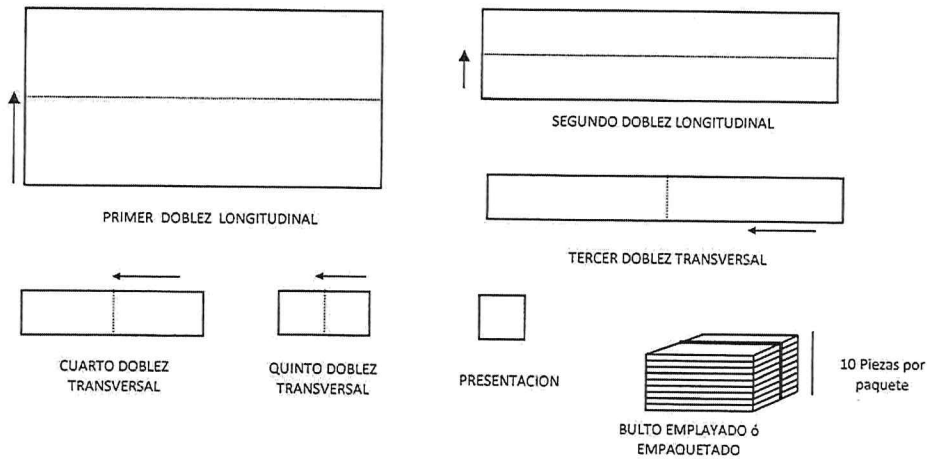 PRIMER DOBLEZ LONGITUDINAL
SEGUNDO DOBLEZ LONGITUDINAL
TERCER DOBLEZ TRANSVERSAL
CUARTO DOBLEZ
TRANSVERSAL
QUINTO DOBLEZ
TRANSVERSAL
PRESENTACION
BULTO EMPLAYADO ó
EMPAQUETADO
10 Piezas por
paquete